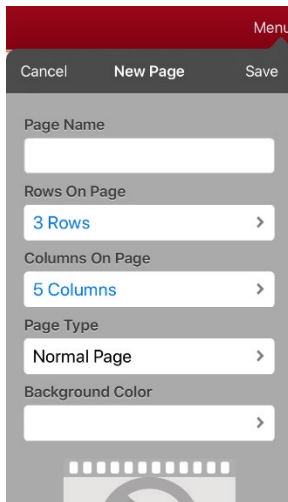 Menu
Cancel New Page Save
Page Name
Rows On Page
3 Rows
Columns On Page
5 Columns
Page Type
Normal Page
Background Color